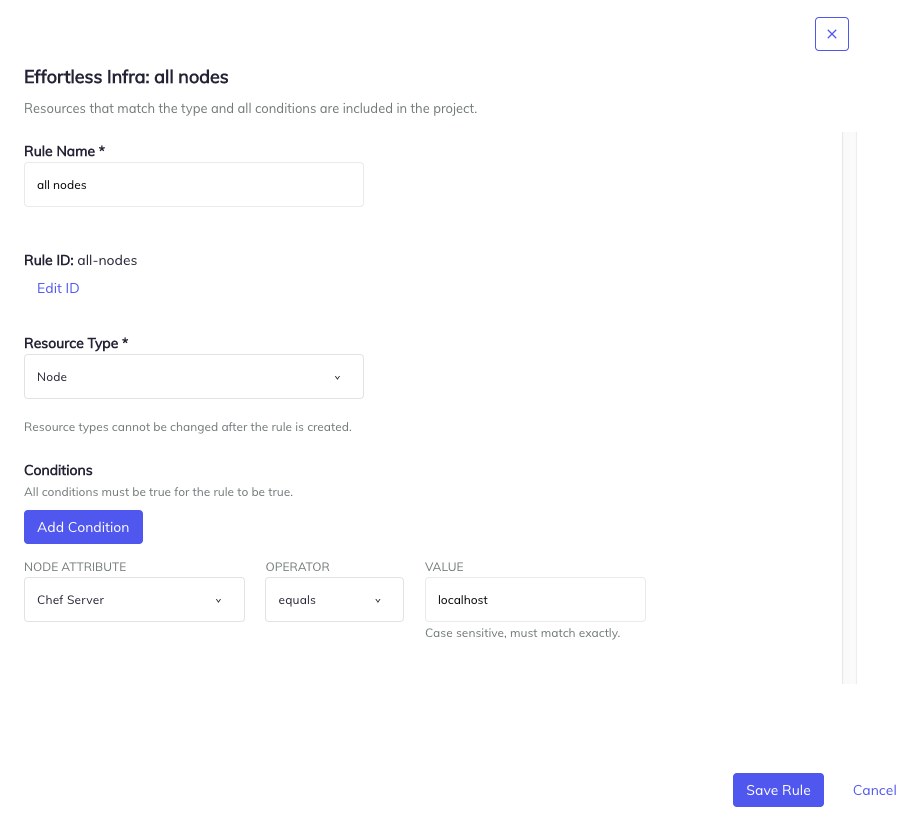 Effortless Infra: all nodes
Resources that match the type and all conditions are included in the project.
Rule Name *
all nodes
Rule ID: all-nodes
Edit ID
Resource Type *
Node
Resource types cannot be changed after the rule is created.
Conditions
All conditions must be true for the rule to be true.
Add Condition
NODE ATTRIBUTE OPERATOR VALUE
Chef Server equals localhost
Case sensitive, must match exactly.
Save Rule Cancel